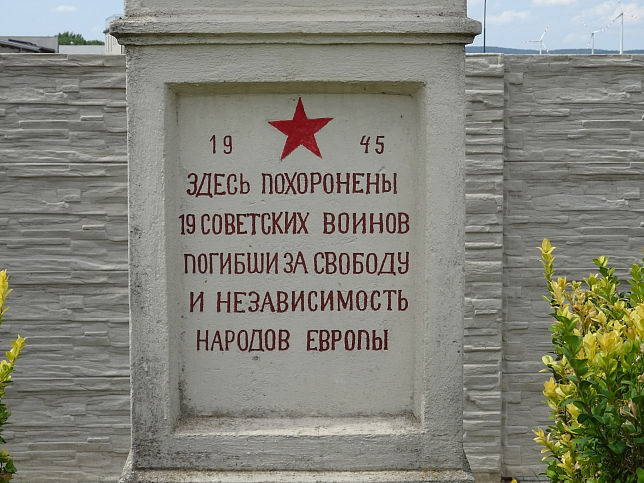 19 45
ЗДЕСЬ ПОХОРОНЕНЫ
19 СОВЕТСКИХ ВОИНОВ
ПОГИБШИ ЗА СВОБОДУ
И НЕЗАВИСИМОСТЬ
НАРОДОВ ЕВРОПЫ